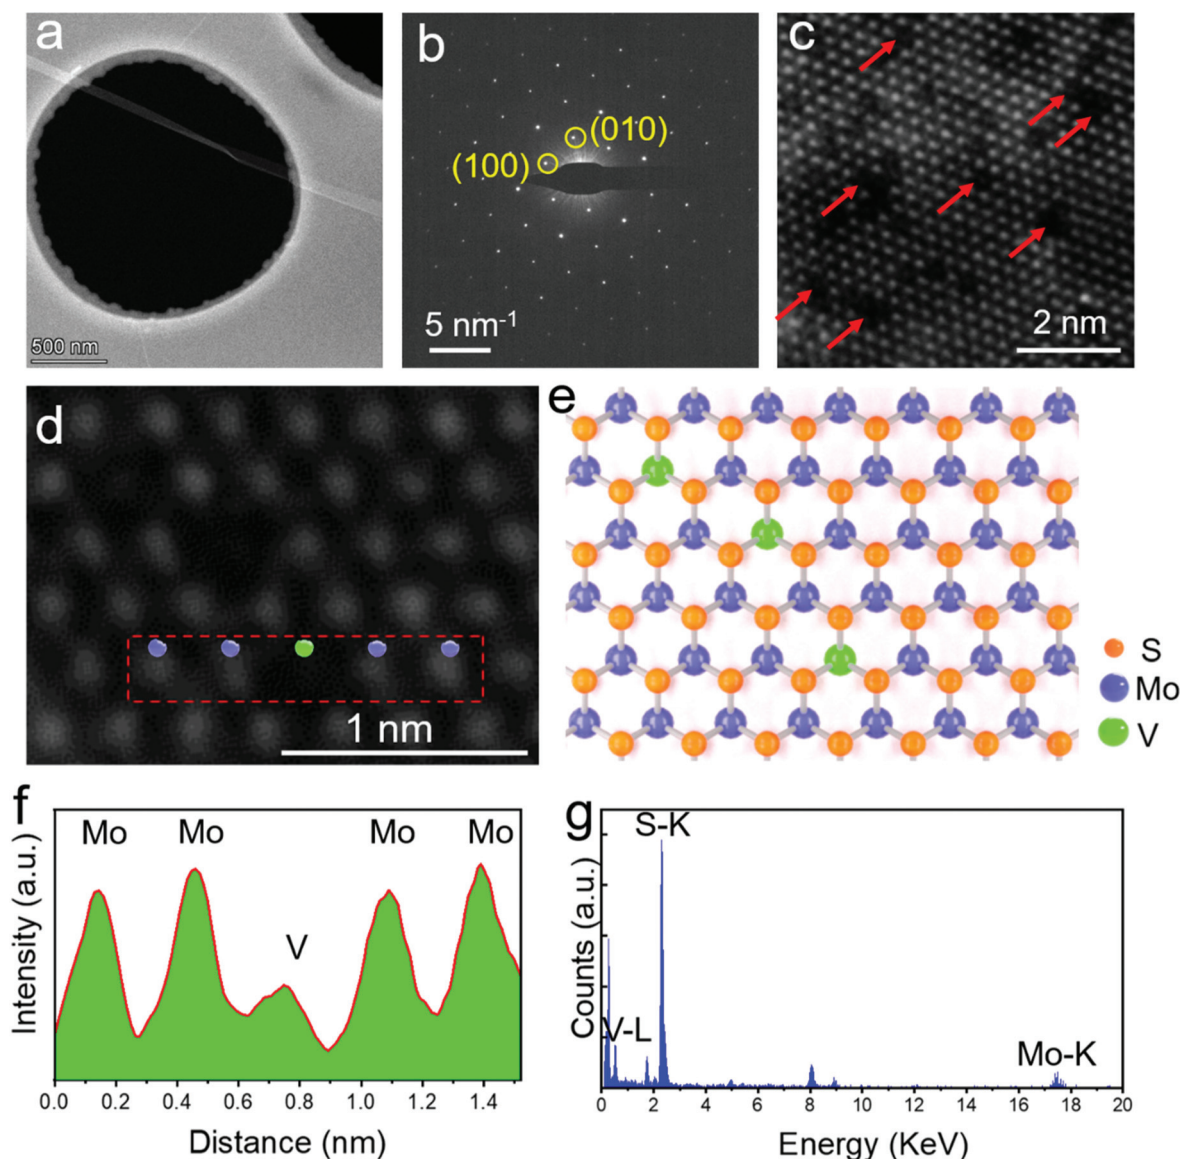 a
500 nm
b
(010)
(100)
5 nm⁻¹
c
2 nm
d
1 nm
e
S
Mo
V
f
Mo
Mo
V
Mo
Mo
Intensity (a.u.)
0.0 0.2 0.4 0.6 0.8 1.0 1.2 1.4
Distance (nm)
g
S-K
V-L
Mo-K
Counts (a.u.)
0 2 4 6 8 10 12 14 16 18 20
Energy (KeV)